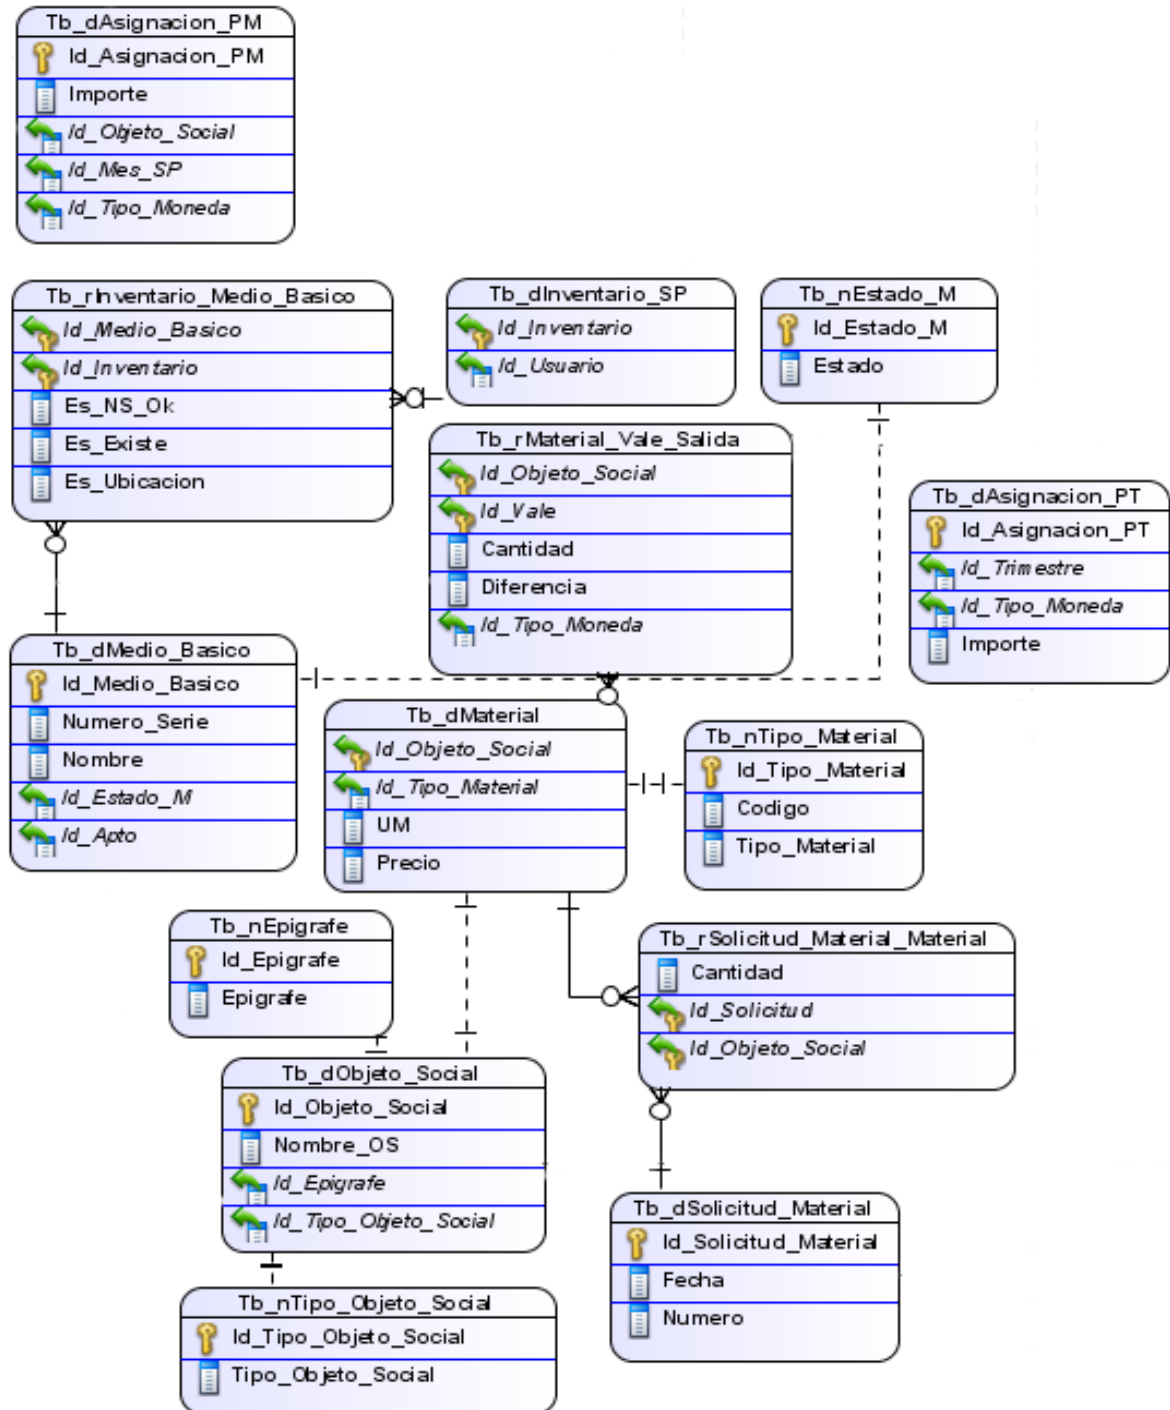 Tb_dAsignacion_PM
Id_Asignacion_PM
Importe
Id_Objeto_Social
Id_Mes_SP
Id_Tipo_Moneda
Tb_rInventario_Medio_Basico
Id_Medio_Basico
Id_Inventario
Es_NS_Ok
Es_Existe
Es_Ubicacion
Tb_dInventario_SP
Id_Inventario
Id_Usuario
Tb_nEstado_M
Id_Estado_M
Estado
Tb_rMaterial_Vale_Salida
Id_Objeto_Social
Id_Vale
Cantidad
Diferencia
Id_Tipo_Moneda
Tb_dAsignacion_PT
Id_Asignacion_PT
Id_Trimestre
Id_Tipo_Moneda
Importe
Tb_dMedio_Basico
Id_Medio_Basico
Numero_Serie
Nombre
Id_Estado_M
Id_Apto
Tb_dMaterial
Id_Objeto_Social
Id_Tipo_Material
UM
Precio
Tb_nTipo_Material
Id_Tipo_Material
Codigo
Tipo_Material
Tb_nEpigrafe
Id_Epigrafe
Epigrafe
Tb_rSolicitud_Material_Material
Cantidad
Id_Solicitud
Id_Objeto_Social
Tb_dObjeto_Social
Id_Objeto_Social
Nombre_OS
Id_Epigrafe
Id_Tipo_Objeto_Social
Tb_dSolicitud_Material
Id_Solicitud_Material
Fecha
Numero
Tb_nTipo_Objeto_Social
Id_Tipo_Objeto_Social
Tipo_Objeto_Social